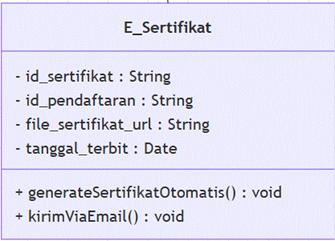 E_Sertifikat
- id_sertifikat : String
- id_pendaftaran : String
- file_sertifikat_url : String
- tanggal_terbit : Date
+ generateSertifikatOtomatis() : void
+ kirimViaEmail() : void